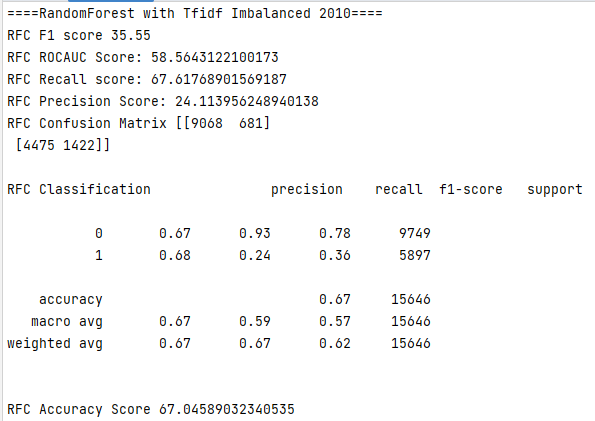 ====RandomForest with Tfidf Imbalanced 2010====
RFC F1 score 35.55
RFC ROCAUC Score: 58.5643122100173
RFC Recall score: 67.61768901569187
RFC Precision Score: 24.113956248940138
RFC Confusion Matrix [[9068  681]
 [4475 1422]]
RFC Classification               precision    recall  f1-score   support
           0       0.67      0.93      0.78      9749
           1       0.68      0.24      0.36      5897
    accuracy                           0.67     15646
   macro avg       0.67      0.59      0.57     15646
weighted avg       0.67      0.67      0.62     15646
RFC Accuracy Score 67.04589032340535